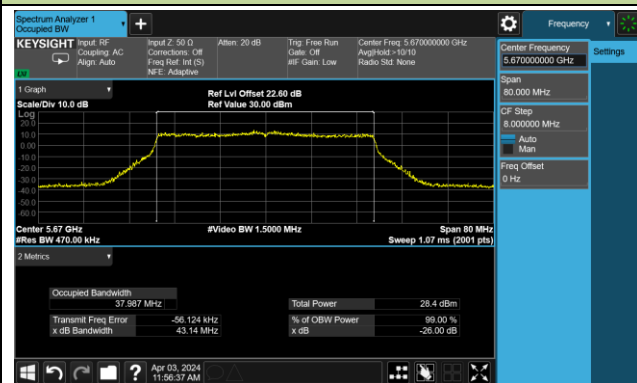 Spectrum Analyzer 1
Occupied BW
Frequency
KEYSIGHT
Input: RF
Coupling: AC
Align: Auto
Input Z: 50 Ω
Corrections: Off
Freq Ref: Int (S)
NFE: Adaptive
Atten: 20 dB
Trig: Free Run
Gate: Off
#IF Gain: Low
Center Freq: 5.670000000 GHz
Avg|Hold:>10/10
Radio Std: None
Center Frequency
5.670000000 GHz
Settings
Span
80.000 MHz
CF Step
8.000000 MHz
Auto
Man
Freq Offset
0 Hz
1 Graph
Scale/Div 10.0 dB
Ref Lvl Offset 22.60 dB
Ref Value 30.00 dBm
Log
20.0
10.0
0.00
-10.0
-20.0
-30.0
-40.0
-50.0
-60.0
Center 5.67 GHz
#Video BW 1.5000 MHz
Span 80 MHz
#Res BW 470.00 kHz
Sweep 1.07 ms (2001 pts)
2 Metrics
Occupied Bandwidth
37.987 MHz
Total Power 28.4 dBm
Transmit Freq Error -56.124 kHz
% of OBW Power 99.00 %
x dB Bandwidth 43.14 MHz
x dB -26.00 dB
Apr 03, 2024
11:56:37 AM